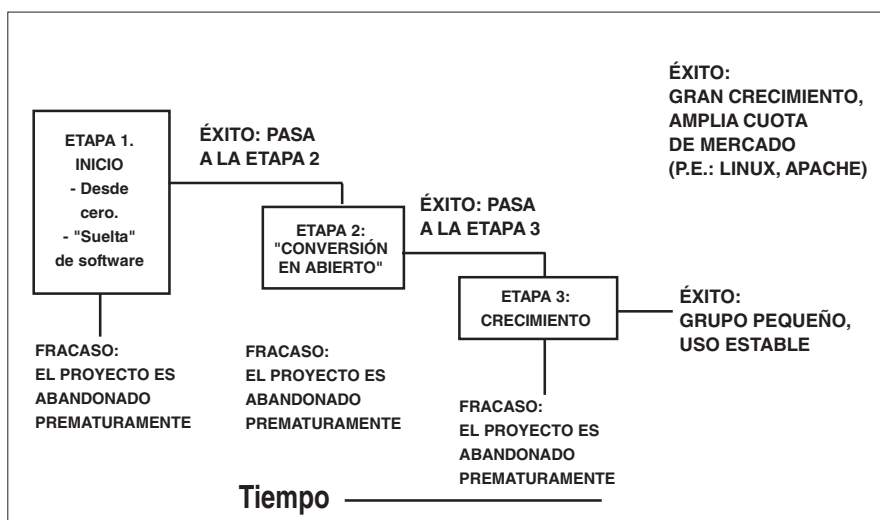 ETAPA 1.
INICIO
- Desde
cero.
- "Suelta"
de software
ÉXITO: PASA
A LA ETAPA 2
ETAPA 2:
"CONVERSIÓN
EN ABIERTO"
ÉXITO: PASA
A LA ETAPA 3
ETAPA 3:
CRECIMIENTO
ÉXITO:
GRAN CRECIMIENTO,
AMPLIA CUOTA
DE MERCADO
(P.E.: LINUX, APACHE)
ÉXITO:
GRUPO PEQUEÑO,
USO ESTABLE
FRACASO:
EL PROYECTO ES
ABANDONADO
PREMATURAMENTE
FRACASO:
EL PROYECTO ES
ABANDONADO
PREMATURAMENTE
FRACASO:
EL PROYECTO ES
ABANDONADO
PREMATURAMENTE
Tiempo